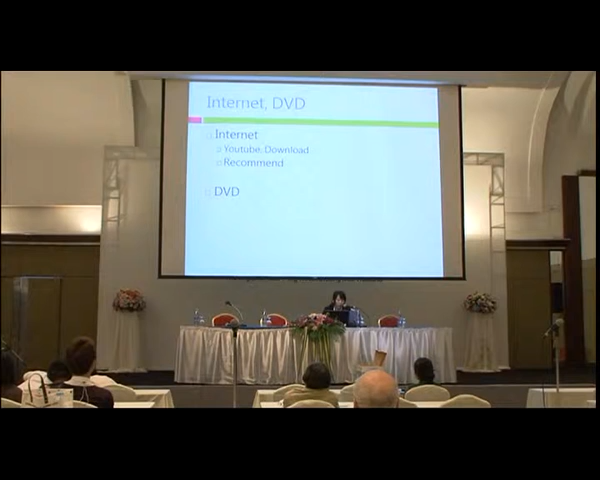 Internet, DVD
Internet
Youtube, Download
Recommend
DVD